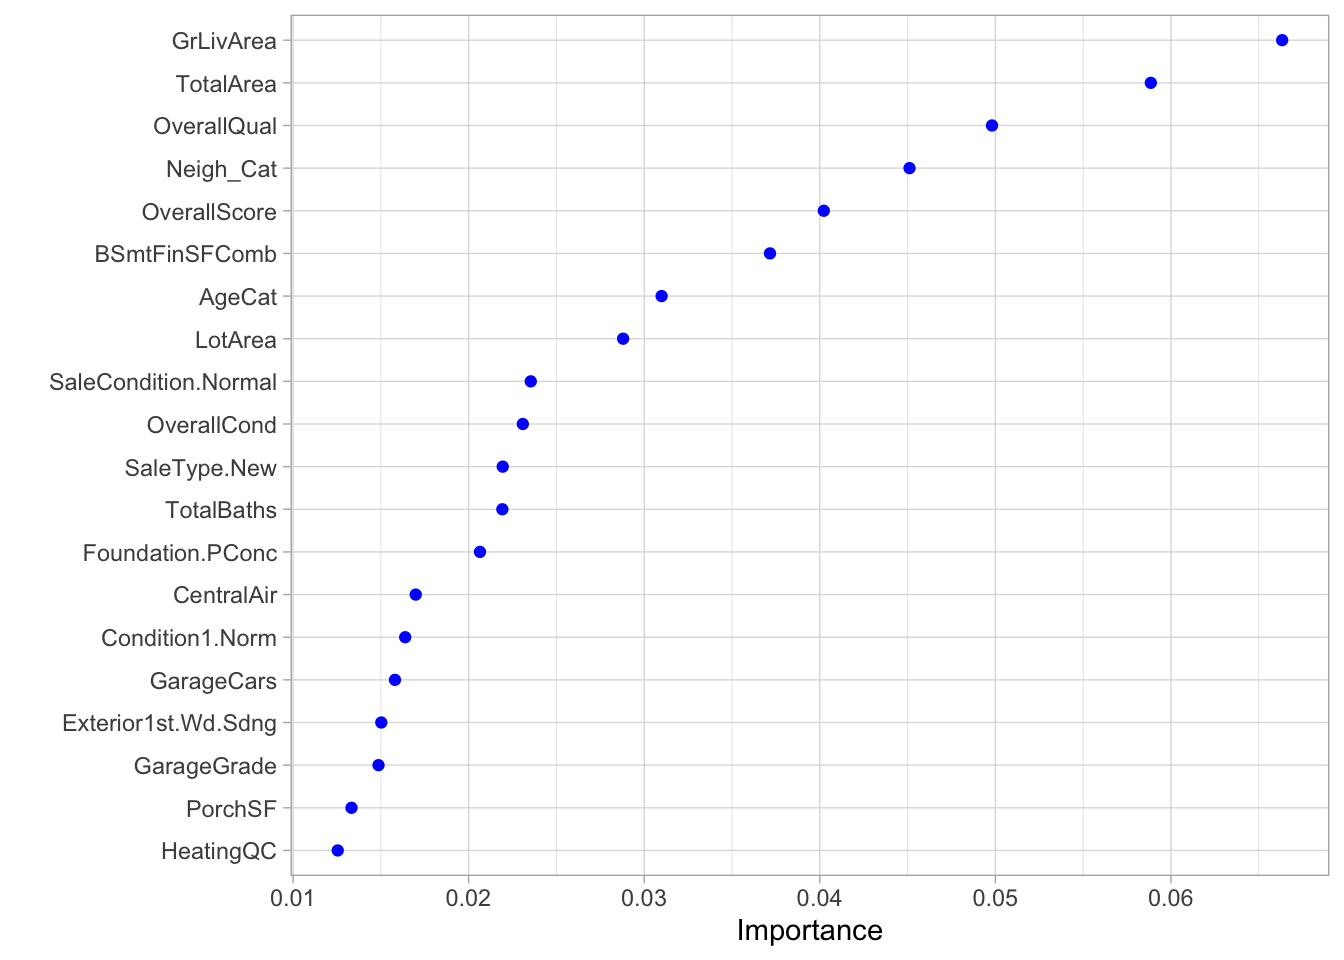 GrLivArea
TotalArea
OverallQual
Neigh_Cat
OverallScore
BSmtFinSFComb
AgeCat
LotArea
SaleCondition.Normal
OverallCond
SaleType.New
TotalBaths
Foundation.PConc
CentralAir
Condition1.Norm
GarageCars
Exterior1st.Wd.Sdng
GarageGrade
PorchSF
HeatingQC
0.01 0.02 0.03 0.04 0.05 0.06
Importance